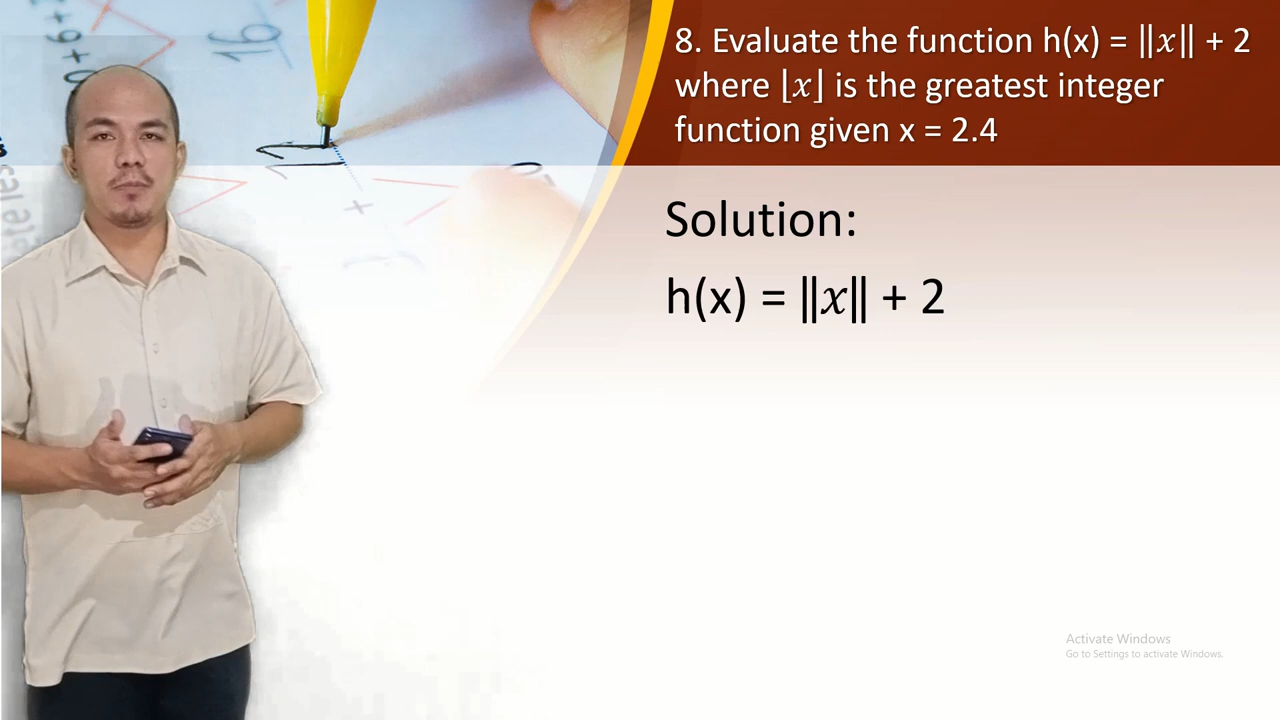 8. Evaluate the function h(x) = ‖x‖ + 2
where ⌊x⌋ is the greatest integer
function given x = 2.4
Solution:
h(x) = ‖x‖ + 2
16
Activate Windows
Go to Settings to activate Windows.